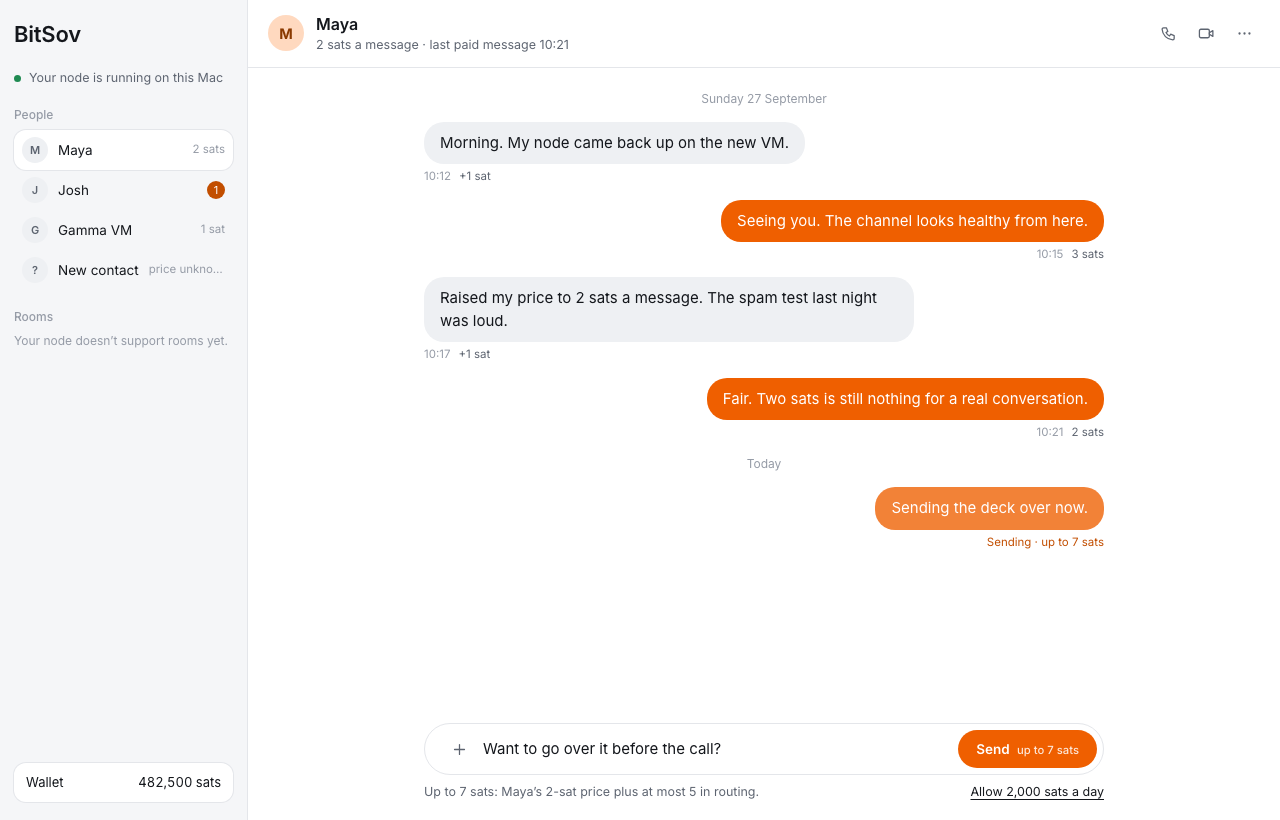 BitSov
Your node is running on this Mac
People
M Maya 2 sats
J Josh 1
G Gamma VM 1 sat
? New contact price unkno...
Rooms
Your node doesn't support rooms yet.
Wallet 482,500 sats
M
Maya
2 sats a message · last paid message 10:21
Sunday 27 September
Morning. My node came back up on the new VM.
10:12 +1 sat
Seeing you. The channel looks healthy from here.
10:15 3 sats
Raised my price to 2 sats a message. The spam test last night
was loud.
10:17 +1 sat
Fair. Two sats is still nothing for a real conversation.
10:21 2 sats
Today
Sending the deck over now.
Sending · up to 7 sats
Want to go over it before the call?
Send up to 7 sats
Up to 7 sats: Maya’s 2-sat price plus at most 5 in routing.
Allow 2,000 sats a day